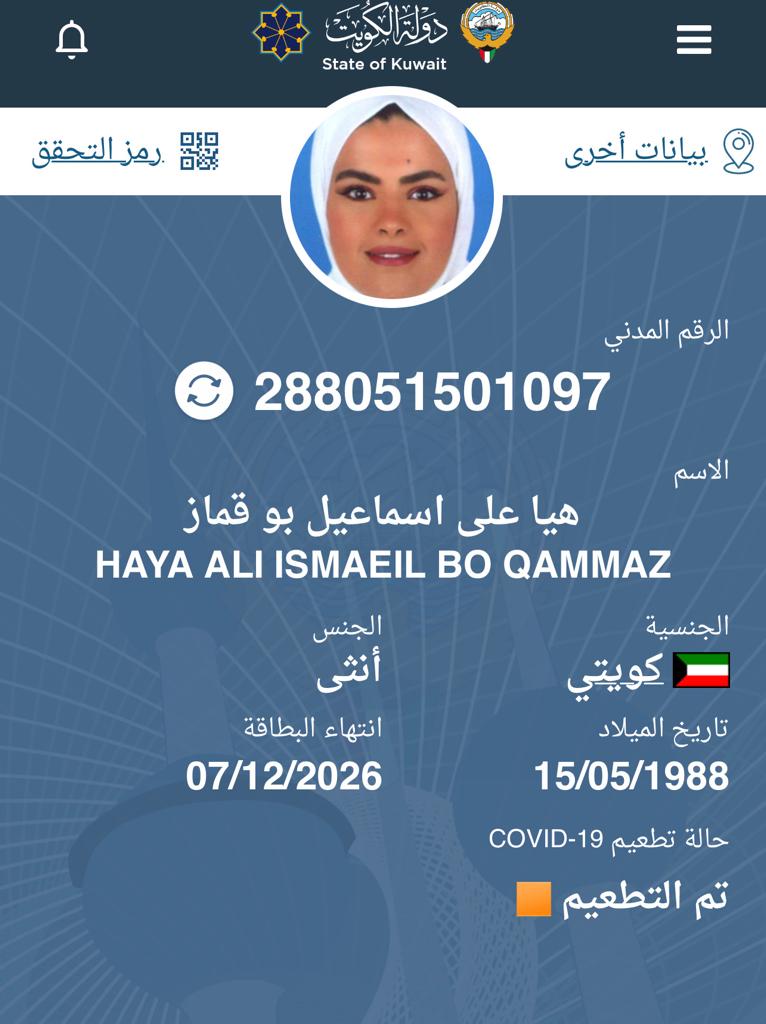 دولة الكويت
State of Kuwait
بيانات أخرى
رمز التحقق
الرقم المدني
288051501097
الاسم
هيا على اسماعيل بو قماز
HAYA ALI ISMAEIL BO QAMMAZ
الجنسية
كويتي
الجنس
أنثى
تاريخ الميلاد
15/05/1988
انتهاء البطاقة
07/12/2026
حالة تطعيم COVID-19
تم التطعيم